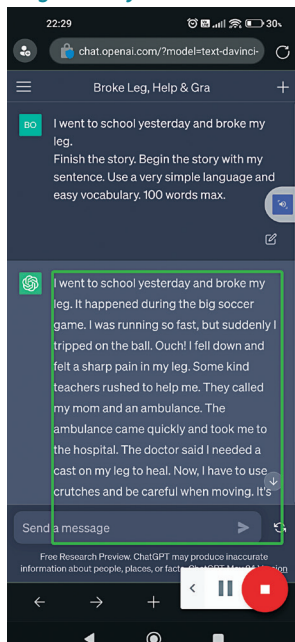 22:29
30
chat.openai.com/?model=text-davinci-
Broke Leg, Help & Gra
BO
I went to school yesterday and broke my
leg.
Finish the story. Begin the story with my
sentence. Use a very simple language and
easy vocabulary. 100 words max.
I went to school yesterday and broke my
leg. It happened during the big soccer
game. I was running so fast, but suddenly I
tripped on the ball. Ouch! I fell down and
felt a sharp pain in my leg. Some kind
teachers rushed to help me. They called
my mom and an ambulance. The
ambulance came quickly and took me to
the hospital. The doctor said I needed a
cast on my leg to heal. Now, I have to use
crutches and be careful when moving. It's
Send a message
Free Research Preview. ChatGPT may produce inaccurate
information about people, places, or facts. ChatGPT May